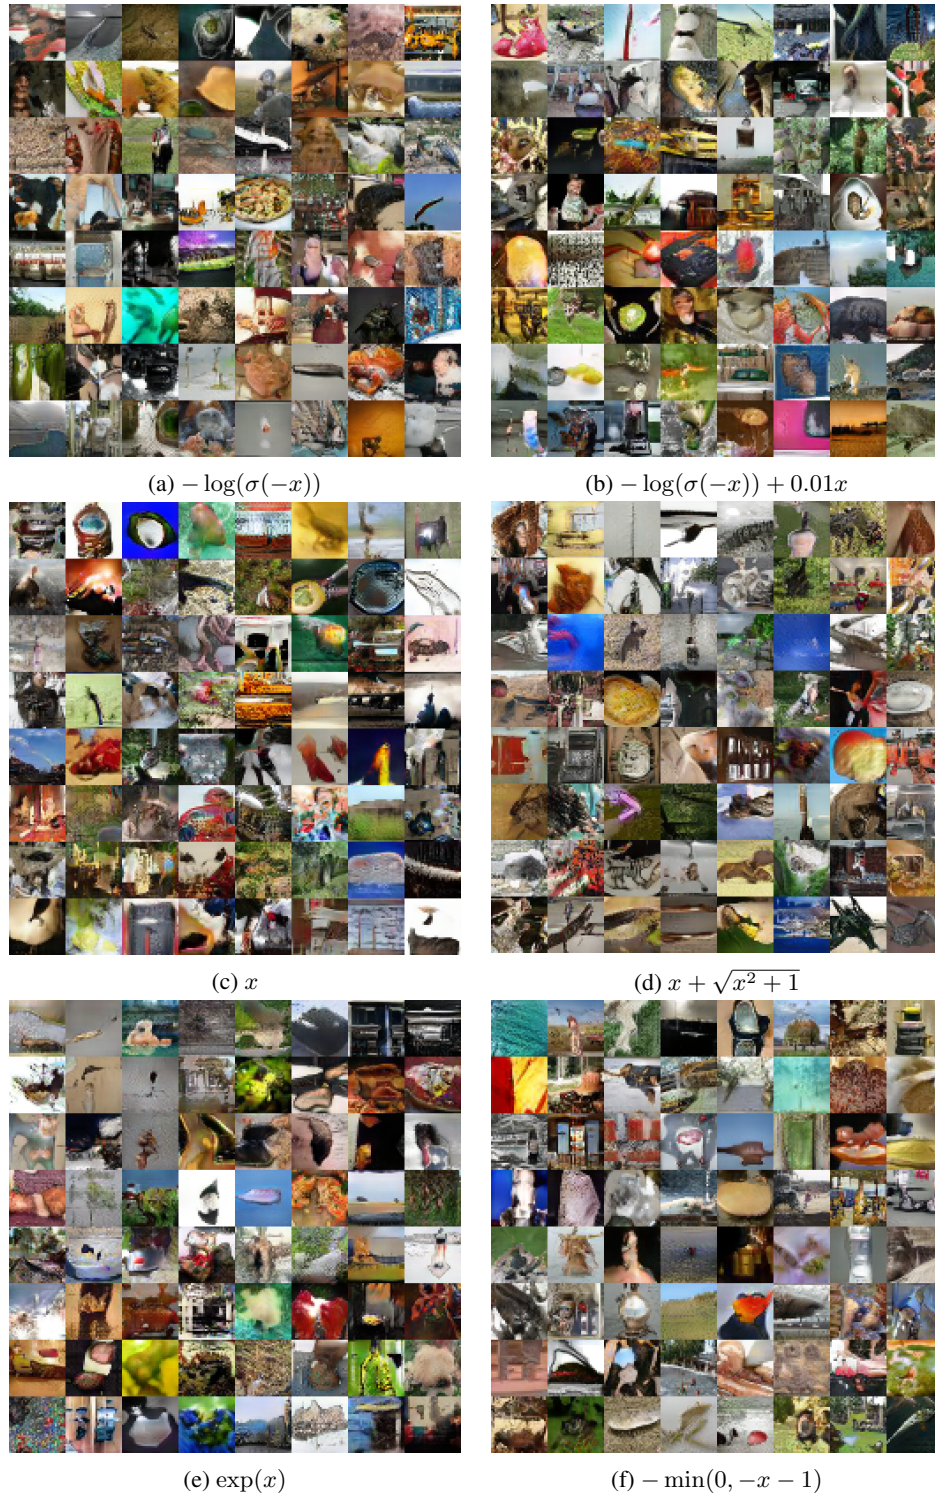 (a) − log(σ(−x))
(b) − log(σ(−x)) + 0.01x
(c) x
(d) x + √(x² + 1)
(e) exp(x)
(f) − min(0, −x − 1)